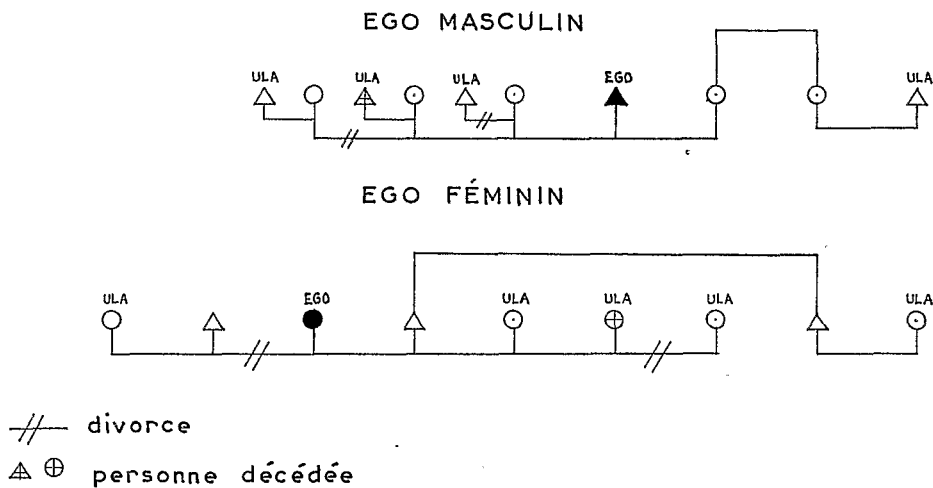 EGO MASCULIN
ULA ULA ULA EGO ULA
EGO FÉMININ
ULA EGO ULA ULA ULA ULA
divorce
personne décédée